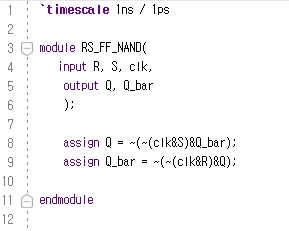 1 `timescale 1ns / 1ps
2
3 module RS_FF_NAND(
4 input R, S, clk,
5 output Q, Q_bar
6 );
7
8 assign Q = ~(~(clk&S)&Q_bar);
9 assign Q_bar = ~(~(clk&R)&Q);
10
11 endmodule
12